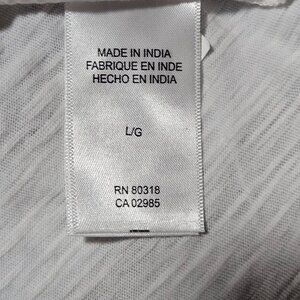 MADE IN INDIA
FABRIQUE EN INDE
HECHO EN INDIA
L/G
RN 80318
CA 02985